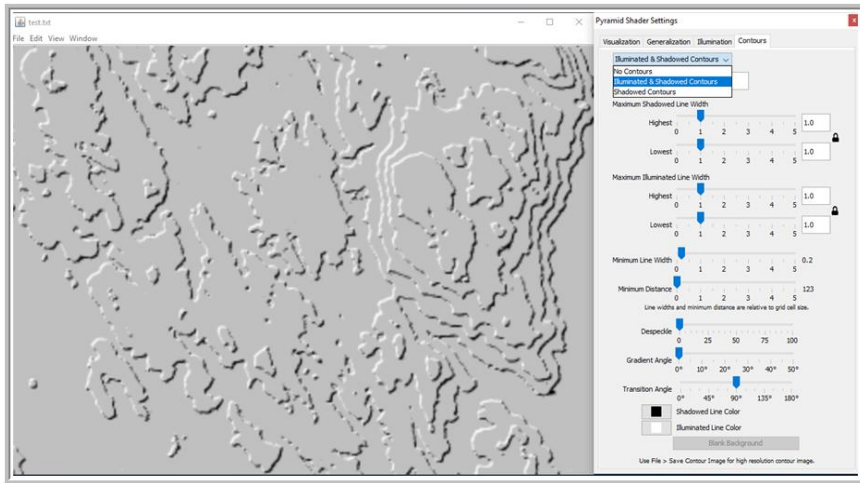 test.txt
File Edit View Window
Pyramid Shader Settings
Visualization Generalization Illumination Contours
Illuminated & Shadowed Contours
No Contours
Illuminated & Shadowed Contours
Shadowed Contours
Maximum Shadowed Line Width
Highest 1.0
0 1 2 3 4 5
Lowest 1.0
0 1 2 3 4 5
Maximum Illuminated Line Width
Highest 1.0
0 1 2 3 4 5
Lowest 1.0
0 1 2 3 4 5
Minimum Line Width 0.2
0 1 2 3 4 5
Minimum Distance 123
0 1 2 3 4 5
Line widths and minimum distance are relative to grid cell size.
Despeckle
0 25 50 75 100
Gradient Angle
0° 10° 20° 30° 40° 50°
Transition Angle
0° 45° 90° 135° 180°
Shadowed Line Color
Illuminated Line Color
Blank Background
Use File > Save Contour Image for high resolution contour image.